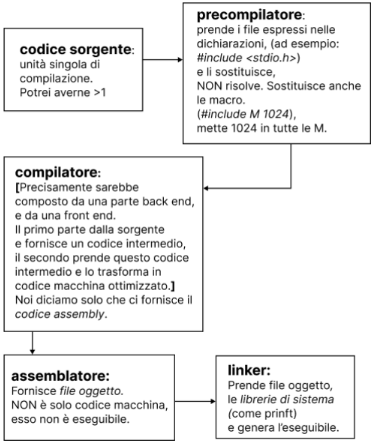 codice sorgente:
unità singola di
compilazione.
Potrei averne >1
precompilatore:
prende i file espressi nelle
dichiarazioni, (ad esempio:
#include <stdio.h>)
e li sostituisce,
NON risolve. Sostituisce anche
le macro.
(#include M 1024),
mette 1024 in tutte le M.
compilatore:
[Precisamente sarebbe
composto da una parte back end,
e da una front end.
Il primo parte dalla sorgente
e fornisce un codice intermedio,
il secondo prende questo codice
intermedio e lo trasforma in
codice macchina ottimizzato.]
Noi diciamo solo che ci fornisce il
codice assembly.
assemblatore:
Fornisce file oggetto.
NON è solo codice macchina,
esso non è eseguibile.
linker:
Prende file oggetto,
le librerie di sistema
(come prinft)
e genera l'eseguibile.